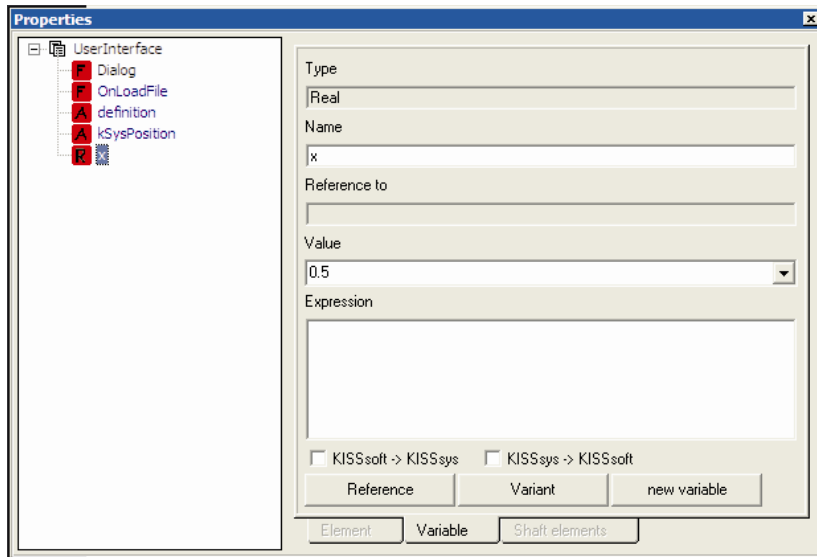 Properties
UserInterface
F Dialog
F OnLoadFile
A definition
A kSysPosition
R x
Type
Real
Name
x
Reference to
Value
0.5
Expression
KISSsoft -> KISSsys KISSsys -> KISSsoft
Reference Variant new variable
Element Variable Shaft elements